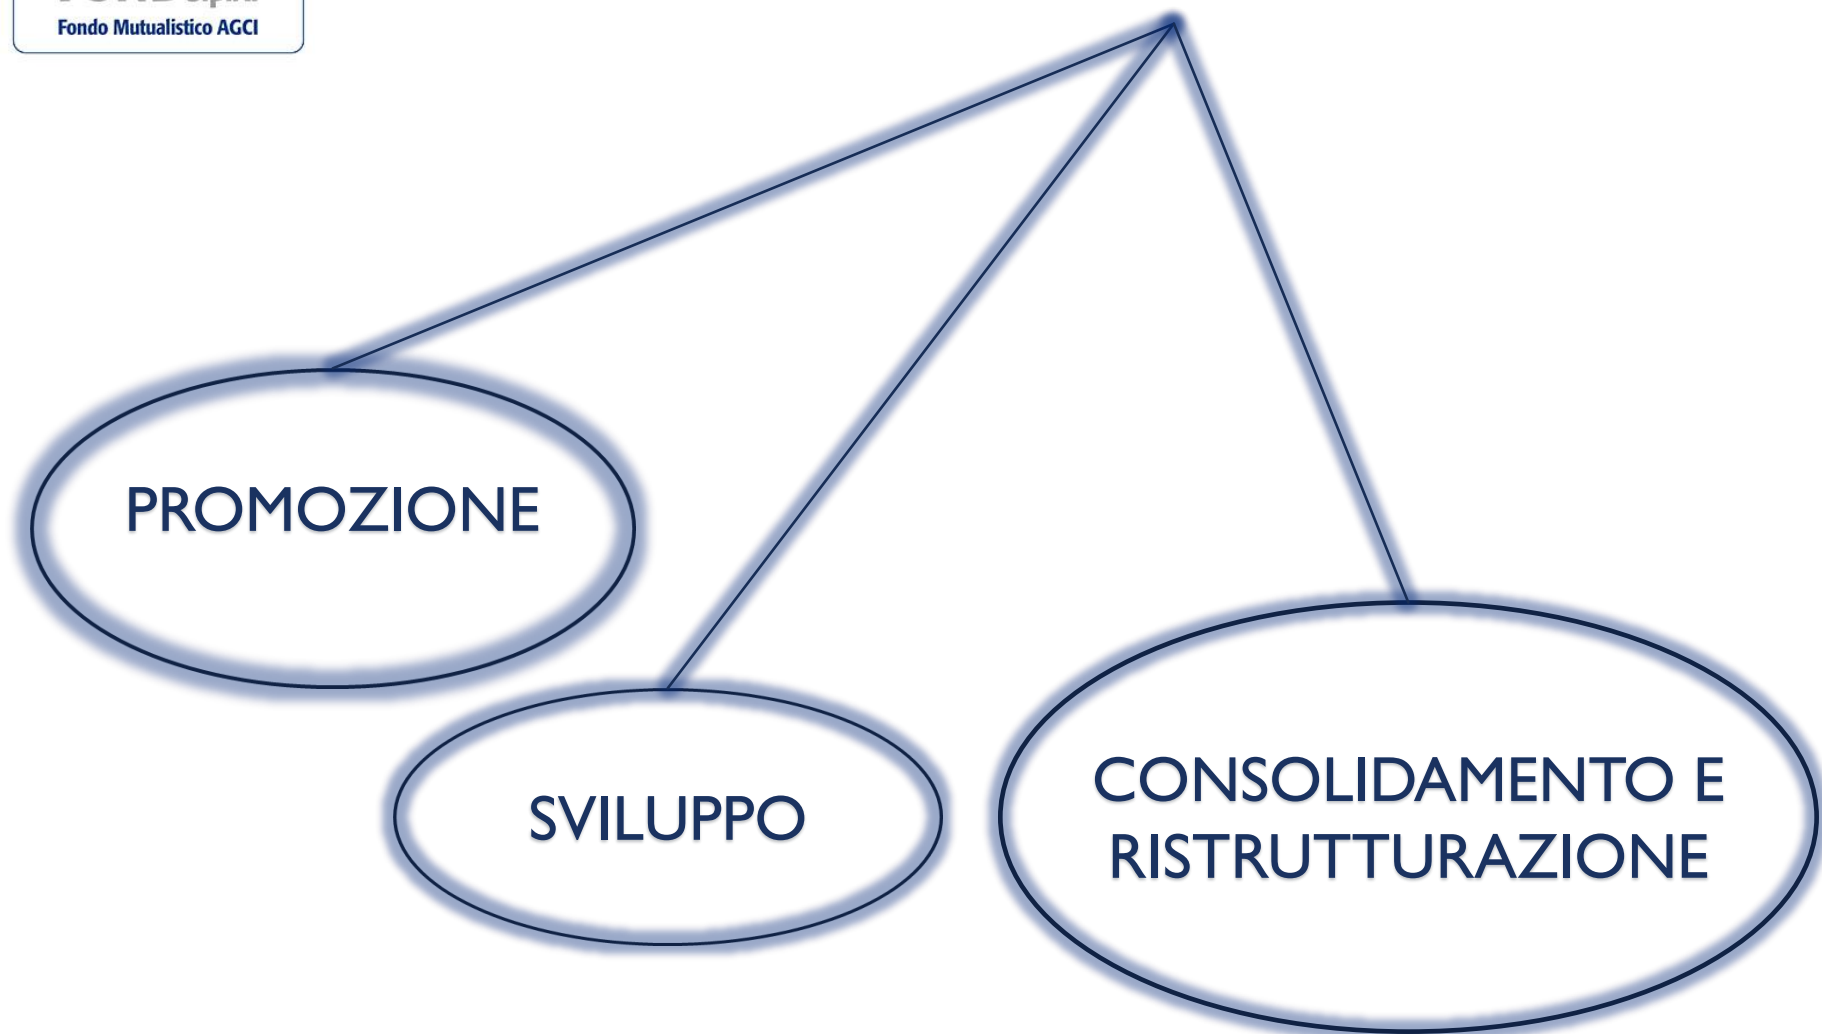 Fondo Mutualistico AGCI
PROMOZIONE
SVILUPPO
CONSOLIDAMENTO E
RISTRUTTURAZIONE